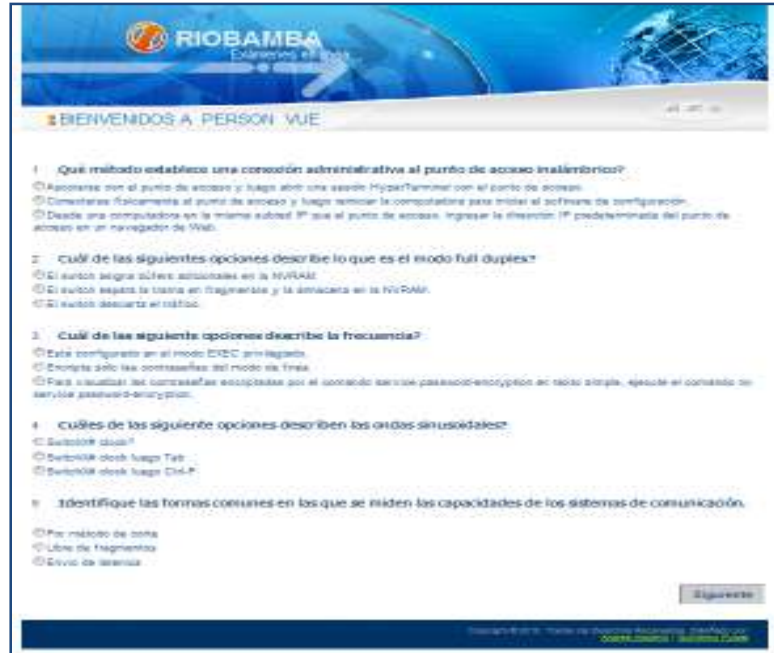 RIOBAMBA
Exámenes en línea
BIENVENIDOS A PERSON VUE
1 Qué método establece una conexión administrativa al punto de acceso inalámbrico?
Asociarse con el punto de acceso y luego abrir una sesión HyperTerminal con el punto de acceso.
Conectarse físicamente al punto de acceso y luego reiniciar la computadora para iniciar el software de configuración.
Desde una computadora en la misma subred IP que el punto de acceso, ingresar la dirección IP predeterminada del punto de
acceso en un navegador de Web.
2 Cuál de las siguientes opciones describe lo que es el modo full duplex?
El switch asigna búfers adicionales en la NVRAM.
El switch separa la trama en fragmentos y la almacena en la NVRAM.
El switch descarta el tráfico.
3 Cuál de las siguiente opciones describe la frecuencia?
Está configurado en el modo EXEC privilegiado.
Encripta sólo las contraseñas del modo de línea.
Para visualizar las contraseñas encriptadas por el comando service password-encryption en texto simple, ejecute el comando no
service password-encryption.
4 Cuáles de las siguiente opciones describen las ondas sinusoidales?
clock?
clock luego Tab
clock luego Ctrl-P
5 Identifique las formas comunes en las que se miden las capacidades de los sistemas de comunicación.
Por método de corte
Libre de fragmentos
Envío de latencia
Siguiente